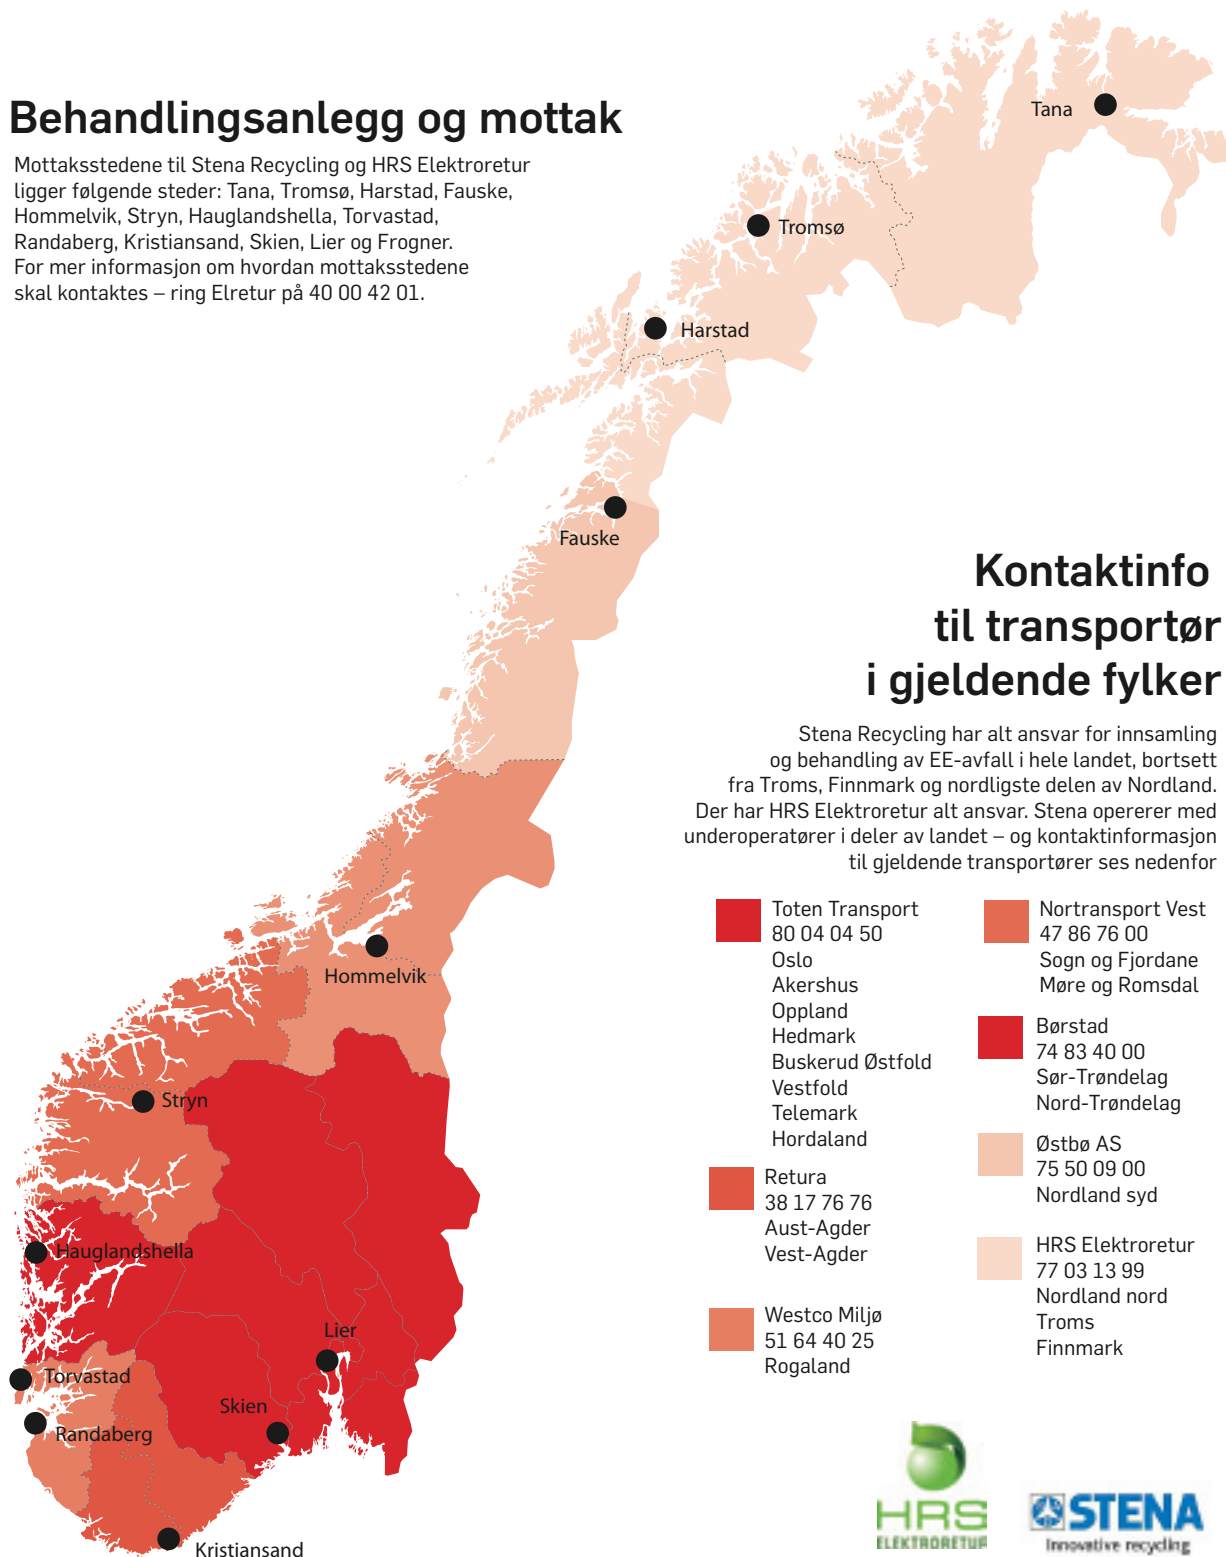 Behandlingsanlegg og mottak
Mottaksstedene til Stena Recycling og HRS Elektroretur
ligger følgende steder: Tana, Tromsø, Harstad, Fauske,
Hommelvik, Stryn, Hauglandshella, Torvastad,
Randaberg, Kristiansand, Skien, Lier og Frogner.
For mer informasjon om hvordan mottaksstedene
skal kontaktes – ring Elretur på 40 00 42 01.
Tana
Tromsø
Harstad
Fauske
Hommelvik
Stryn
Hauglandshella
Lier
Torvastad
Skien
Randaberg
Kristiansand
Kontaktinfo
til transportør
i gjeldende fylker
Stena Recycling har alt ansvar for innsamling
og behandling av EE-avfall i hele landet, bortsett
fra Troms, Finnmark og nordligste delen av Nordland.
Der har HRS Elektroretur alt ansvar. Stena opererer med
underoperatører i deler av landet – og kontaktinformasjon
til gjeldende transportører ses nedenfor
Toten Transport
80 04 04 50
Oslo
Akershus
Oppland
Hedmark
Buskerud Østfold
Vestfold
Telemark
Hordaland
Retura
38 17 76 76
Aust-Agder
Vest-Agder
Westco Miljø
51 64 40 25
Rogaland
Nortransport Vest
47 86 76 00
Sogn og Fjordane
Møre og Romsdal
Børstad
74 83 40 00
Sør-Trøndelag
Nord-Trøndelag
Østbø AS
75 50 09 00
Nordland syd
HRS Elektroretur
77 03 13 99
Nordland nord
Troms
Finnmark
HRS
ELEKTRORETUR
STENA
Innovative recycling